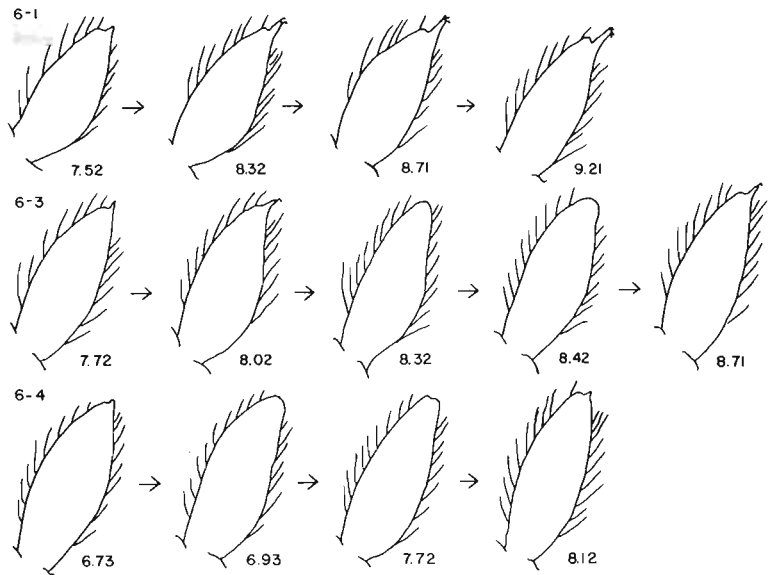 6-1
7.52 → 8.32 → 8.71 → 9.21
6-3
7.72 → 8.02 → 8.32 → 8.42 → 8.71
6-4
6.73 → 6.93 → 7.72 → 8.12